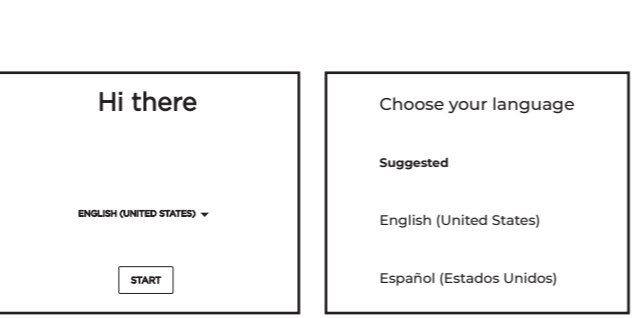 Hi there
ENGLISH (UNITED STATES)
START
Choose your language
Suggested
English (United States)
Español (Estados Unidos)